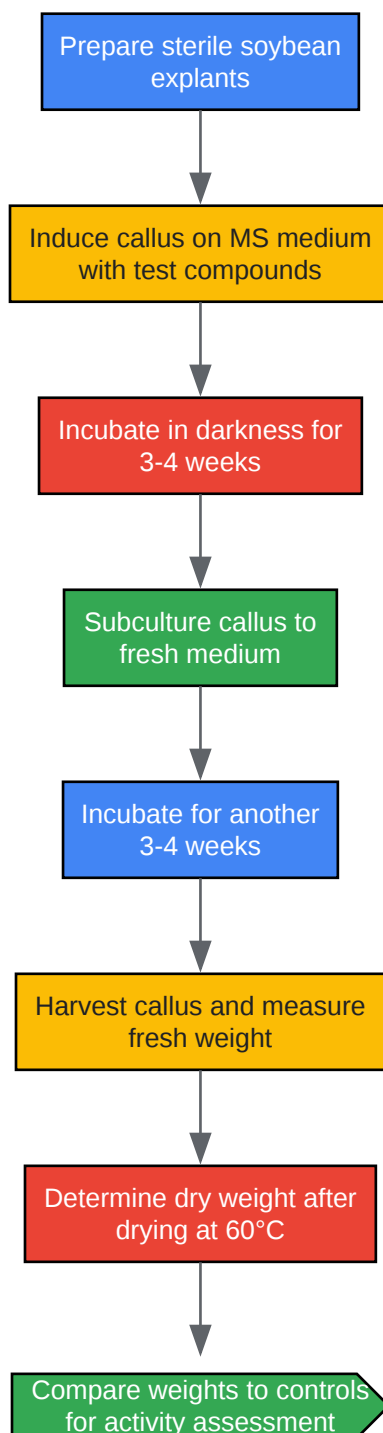 Prepare sterile soybean
explants
Induce callus on MS medium
with test compounds
Incubate in darkness for
3-4 weeks
Subculture callus to
fresh medium
Incubate for another
3-4 weeks
Harvest callus and measure
fresh weight
Determine dry weight after
drying at 60°C
Compare weights to controls
for activity assessment